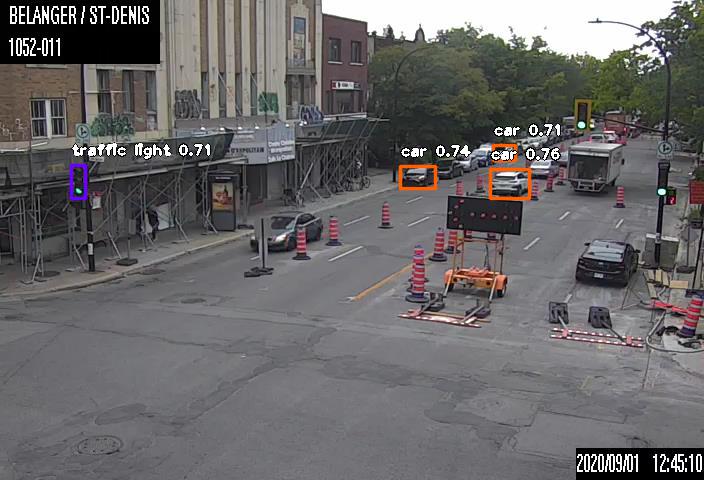 BELANGER / ST-DENIS
1052-011
traffic light 0.71
car 0.74
car 0.71
car 0.76
2020/09/01 12:45:10